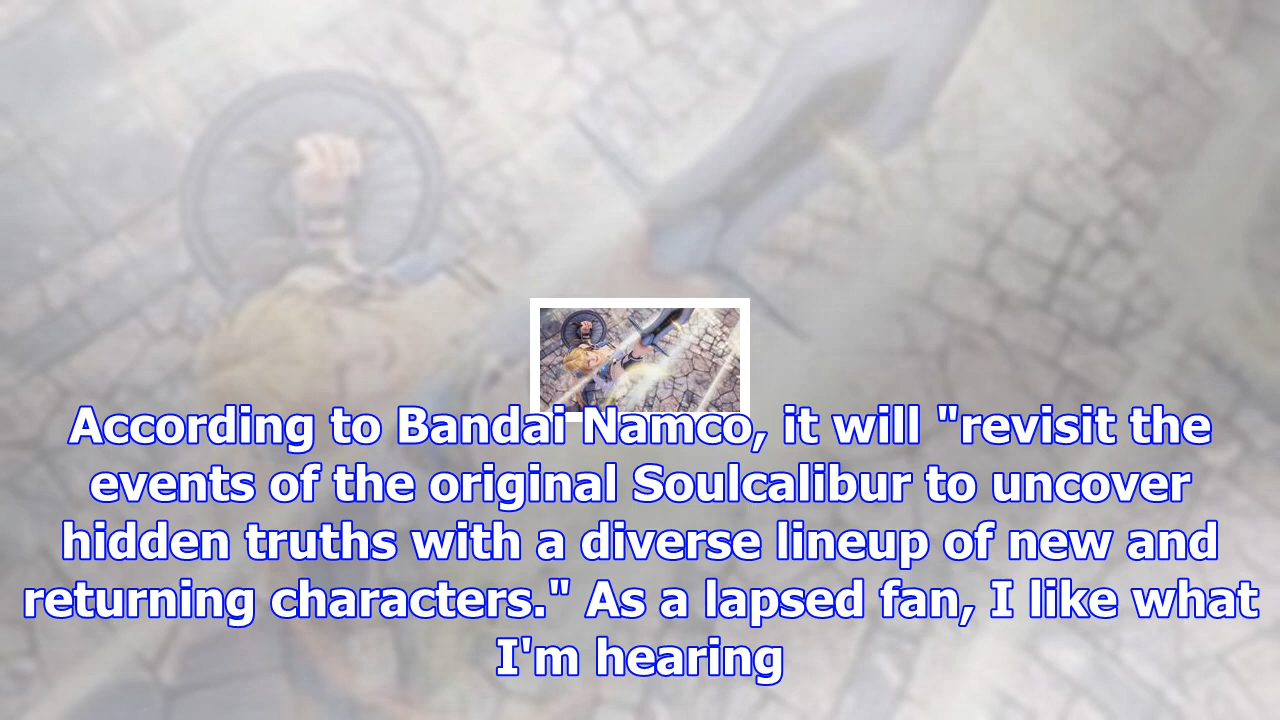 According to Bandai Namco, it will "revisit the
events of the original Soulcalibur to uncover
hidden truths with a diverse lineup of new and
returning characters." As a lapsed fan, I like what
I'm hearing